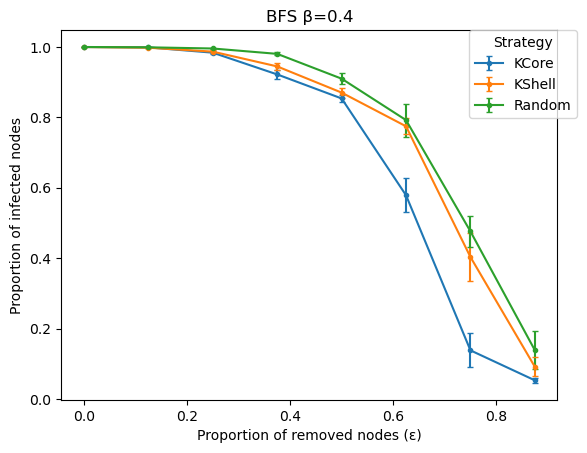 BFS β=0.4
Strategy
KCore
KShell
Random
Proportion of infected nodes
1.0
0.8
0.6
0.4
0.2
0.0
0.0 0.2 0.4 0.6 0.8
Proportion of removed nodes (ε)